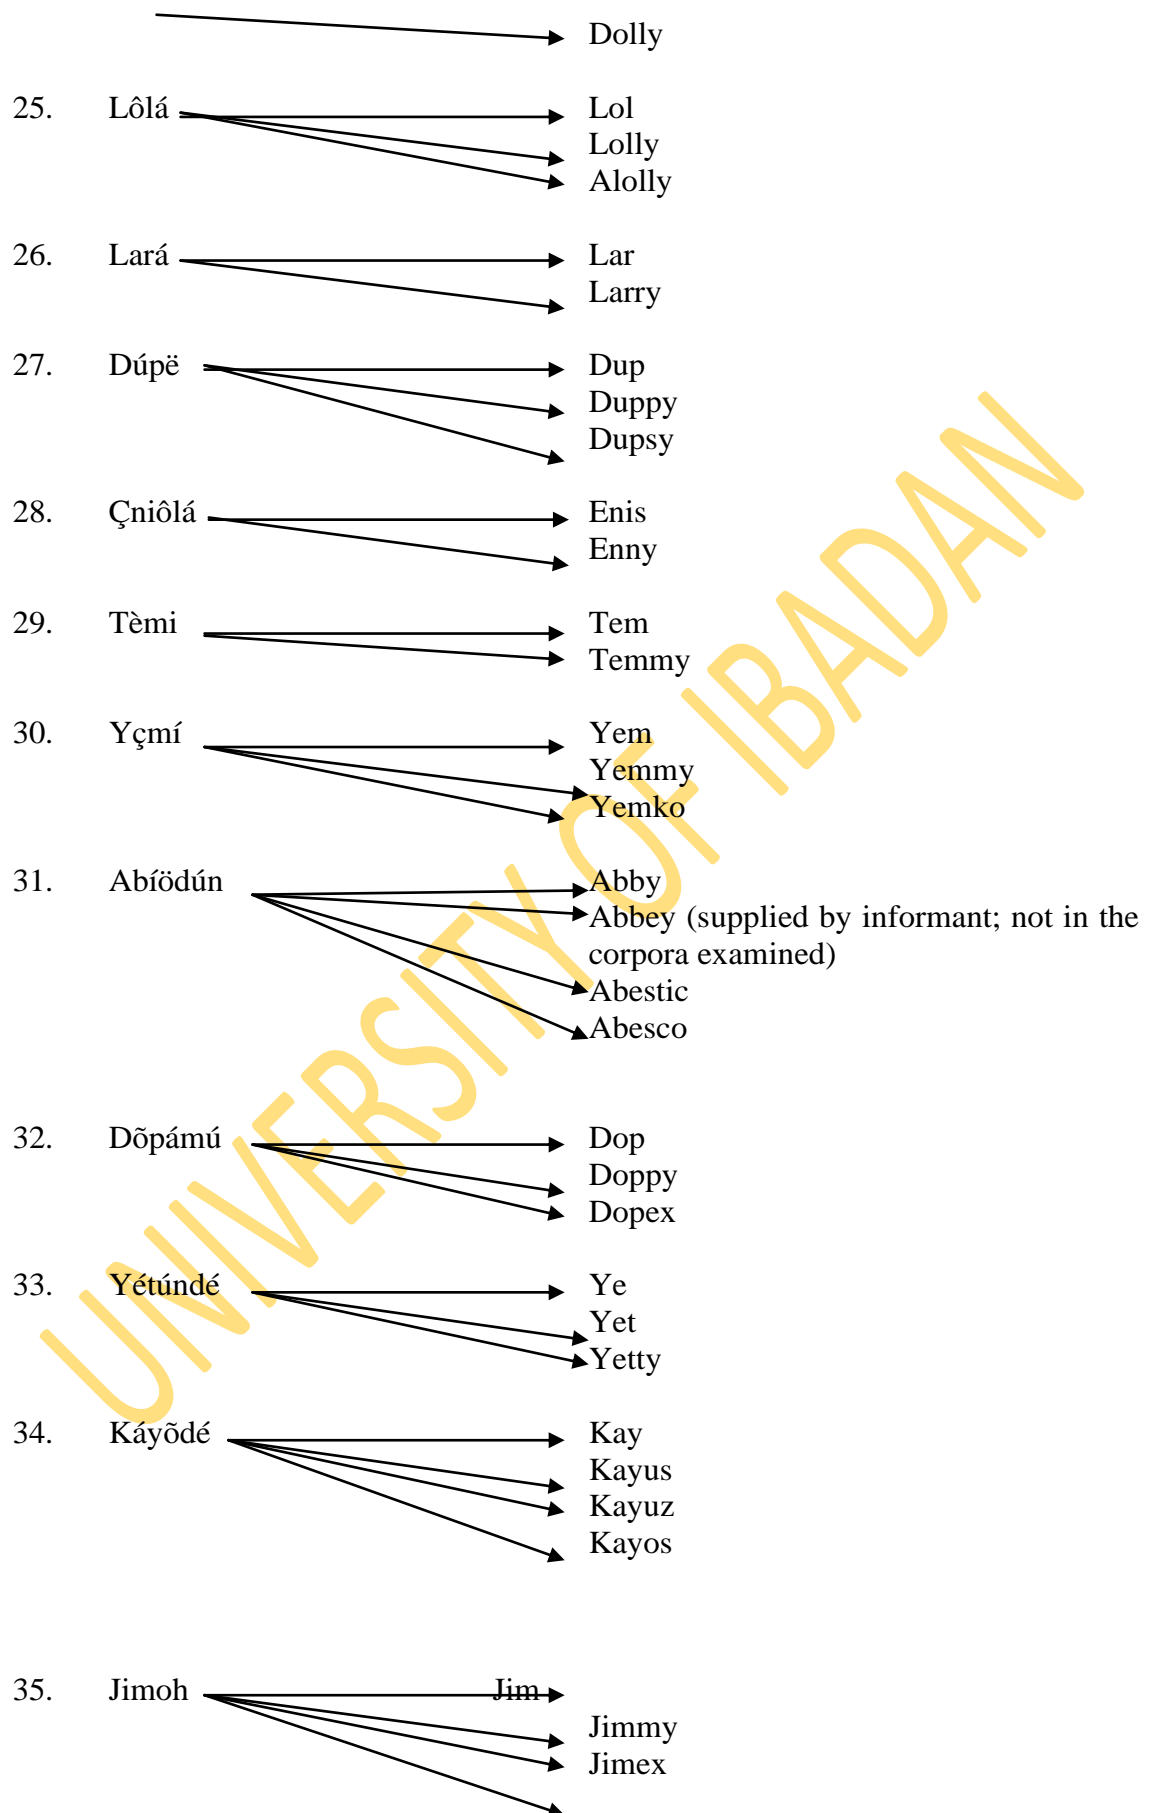 Dolly
25. Lôlá Lol
Lolly
Alolly
26. Lará Lar
Larry
27. Dúpë Dup
Duppy
Dupsy
28. Çniôlá Enis
Enny
29. Tèmi Tem
Temmy
30. Yçmí Yem
Yemmy
Yemko
31. Abíödún Abby
Abbey (supplied by informant; not in the
corpora examined)
Abestic
Abesco
32. Dõpámú Dop
Doppy
Dopex
33. Yétúndé Ye
Yet
Yetty
34. Káyõdé Kay
Kayus
Kayuz
Kayos
35. Jimoh Jim
Jimmy
Jimex
UNIVERSITY OF IBADAN